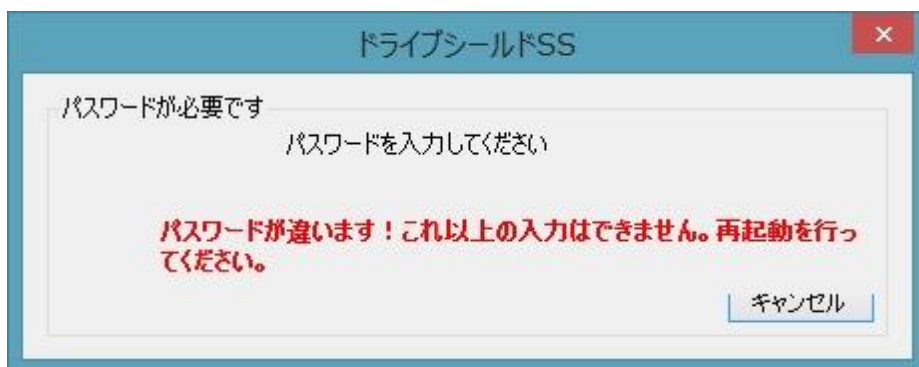 ドライブシールドSS
パスワードが必要です
パスワードを入力してください
パスワードが違います！これ以上の入力はできません。再起動を行っ
てください。
キャンセル